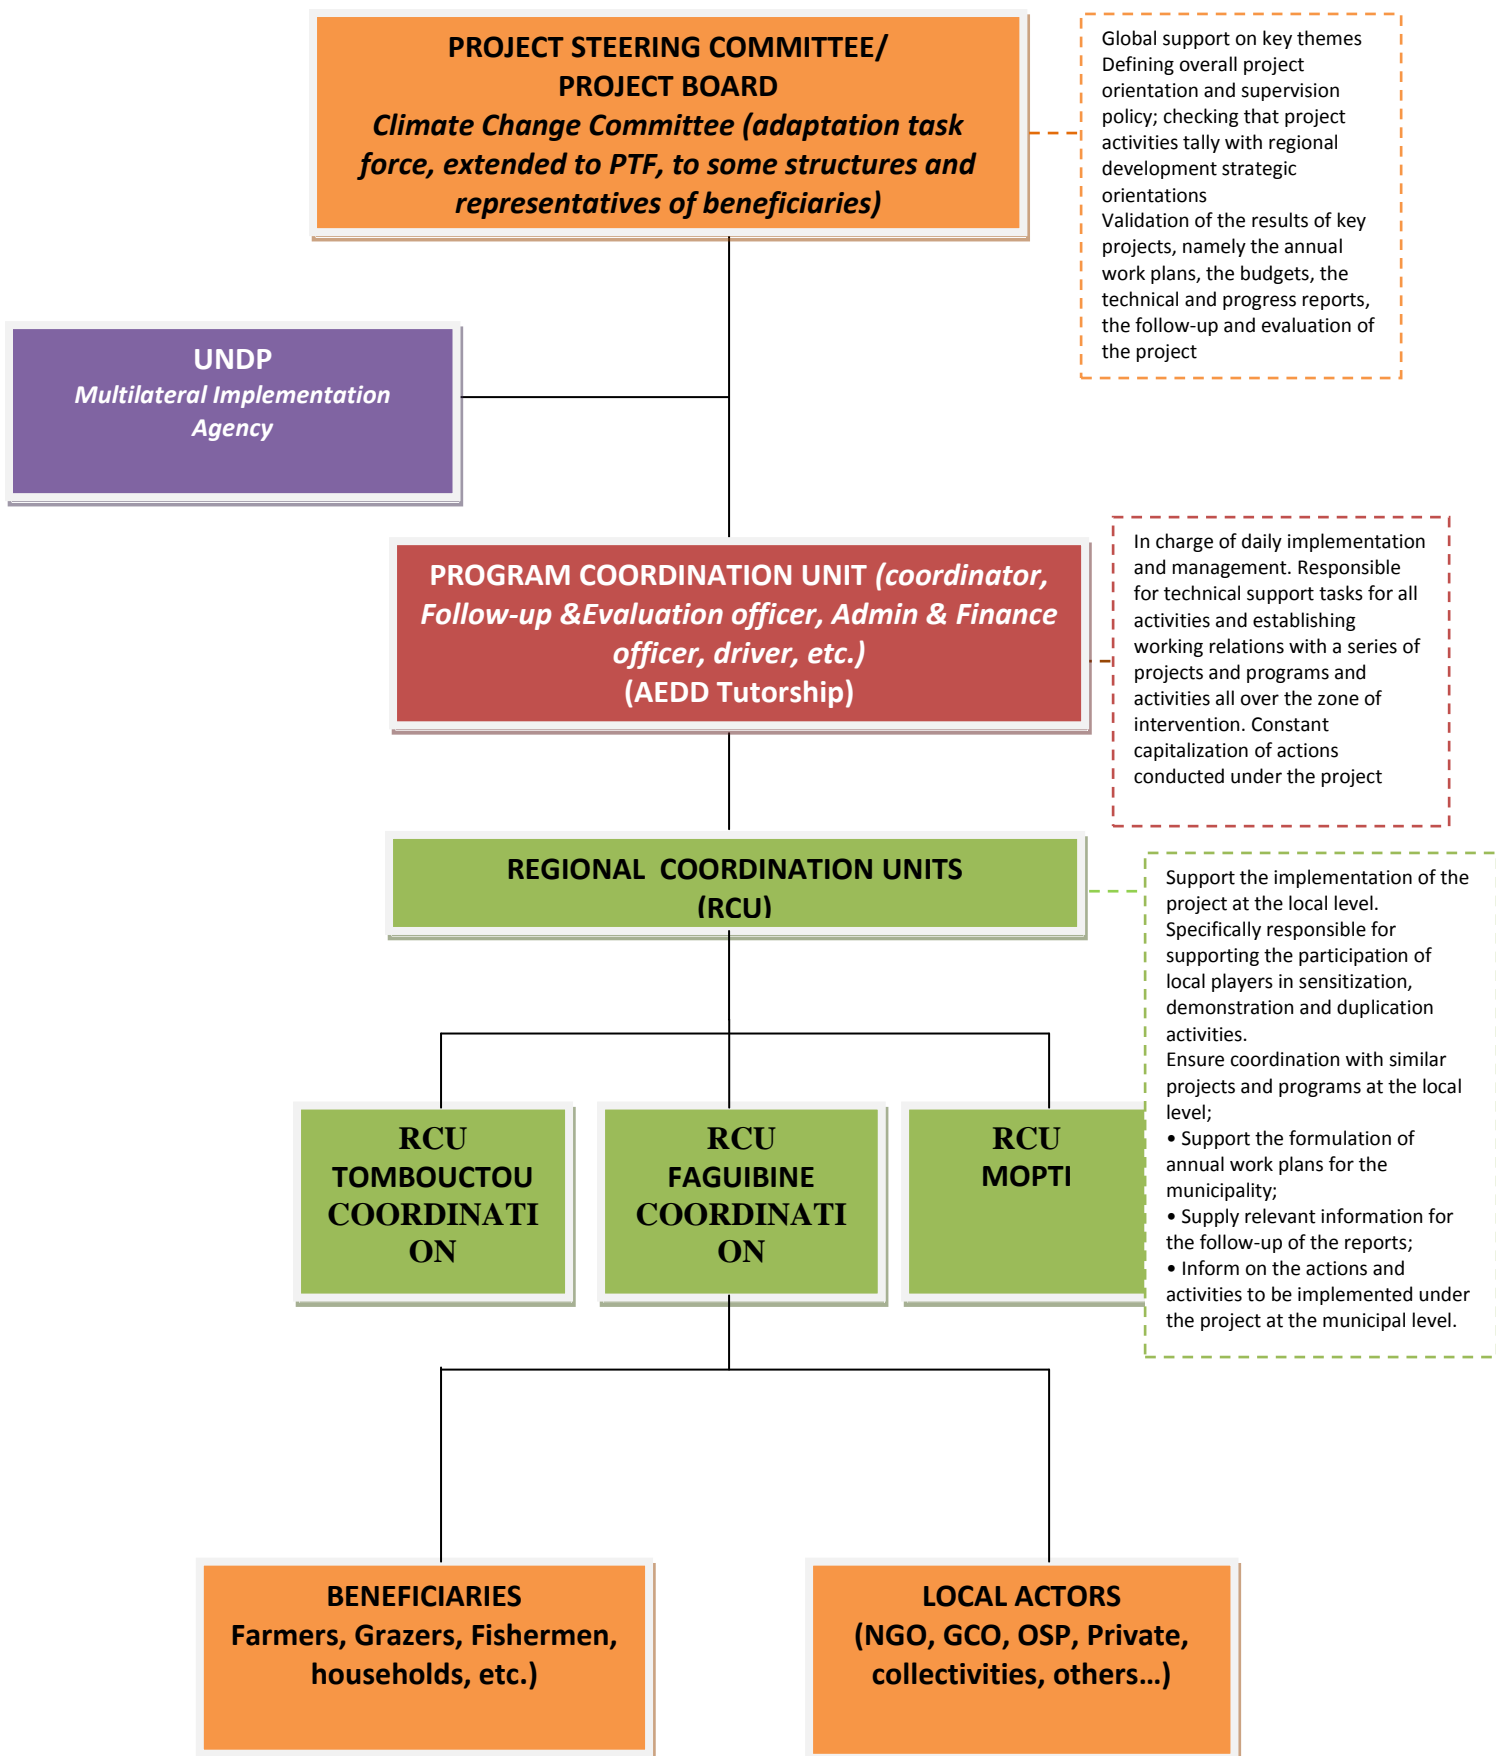 PROJECT STEERING COMMITTEE/
PROJECT BOARD
Climate Change Committee (adaptation task
force, extended to PTF, to some structures and
representatives of beneficiaries)
Global support on key themes
Defining overall project
orientation and supervision
policy; checking that project
activities tally with regional
development strategic
orientations
Validation of the results of key
projects, namely the annual
work plans, the budgets, the
technical and progress reports,
the follow-up and evaluation of
the project
UNDP
Multilateral Implementation
Agency
PROGRAM COORDINATION UNIT (coordinator,
Follow-up &Evaluation officer, Admin & Finance
officer, driver, etc.)
(AEDD Tutorship)
In charge of daily implementation
and management. Responsible
for technical support tasks for all
activities and establishing
working relations with a series of
projects and programs and
activities all over the zone of
intervention. Constant
capitalization of actions
conducted under the project
REGIONAL  COORDINATION UNITS
(RCU)
Support the implementation of the
project at the local level.
Specifically responsible for
supporting the participation of
local players in sensitization,
demonstration and duplication
activities.
Ensure coordination with similar
projects and programs at the local
level;
• Support the formulation of
annual work plans for the
municipality;
• Supply relevant information for
the follow-up of the reports;
• Inform on the actions and
activities to be implemented under
the project at the municipal level.
RCU
TOMBOUCTOU
COORDINATI
ON
RCU
FAGUIBINE
COORDINATI
ON
RCU
MOPTI
BENEFICIARIES
Farmers, Grazers, Fishermen,
households, etc.)
LOCAL ACTORS
(NGO, GCO, OSP, Private,
collectivities, others…)